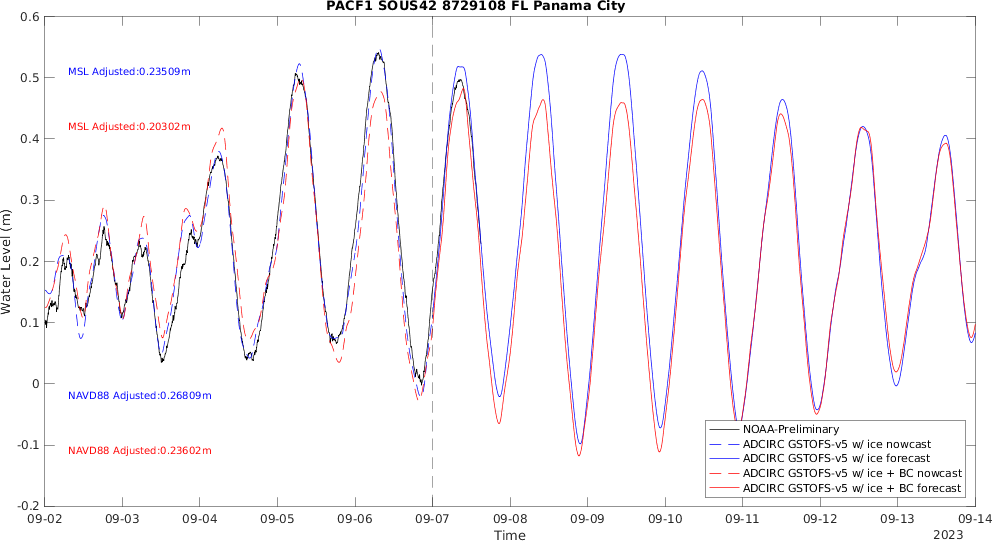 PACF1 SOUS42 8729108 FL Panama City
0.6
0.5
0.4
0.3
0.2
0.1
0
-0.1
-0.2
Water Level (m)
MSL Adjusted:0.23509m
MSL Adjusted:0.20302m
NAVD88 Adjusted:0.26809m
NAVD88 Adjusted:0.23602m
NOAA-Preliminary
ADCIRC GSTOFS-v5 w/ ice nowcast
ADCIRC GSTOFS-v5 w/ ice forecast
ADCIRC GSTOFS-v5 w/ ice + BC nowcast
ADCIRC GSTOFS-v5 w/ ice + BC forecast
09-02 09-03 09-04 09-05 09-06 09-07 09-08 09-09 09-10 09-11 09-12 09-13 09-14
Time
2023